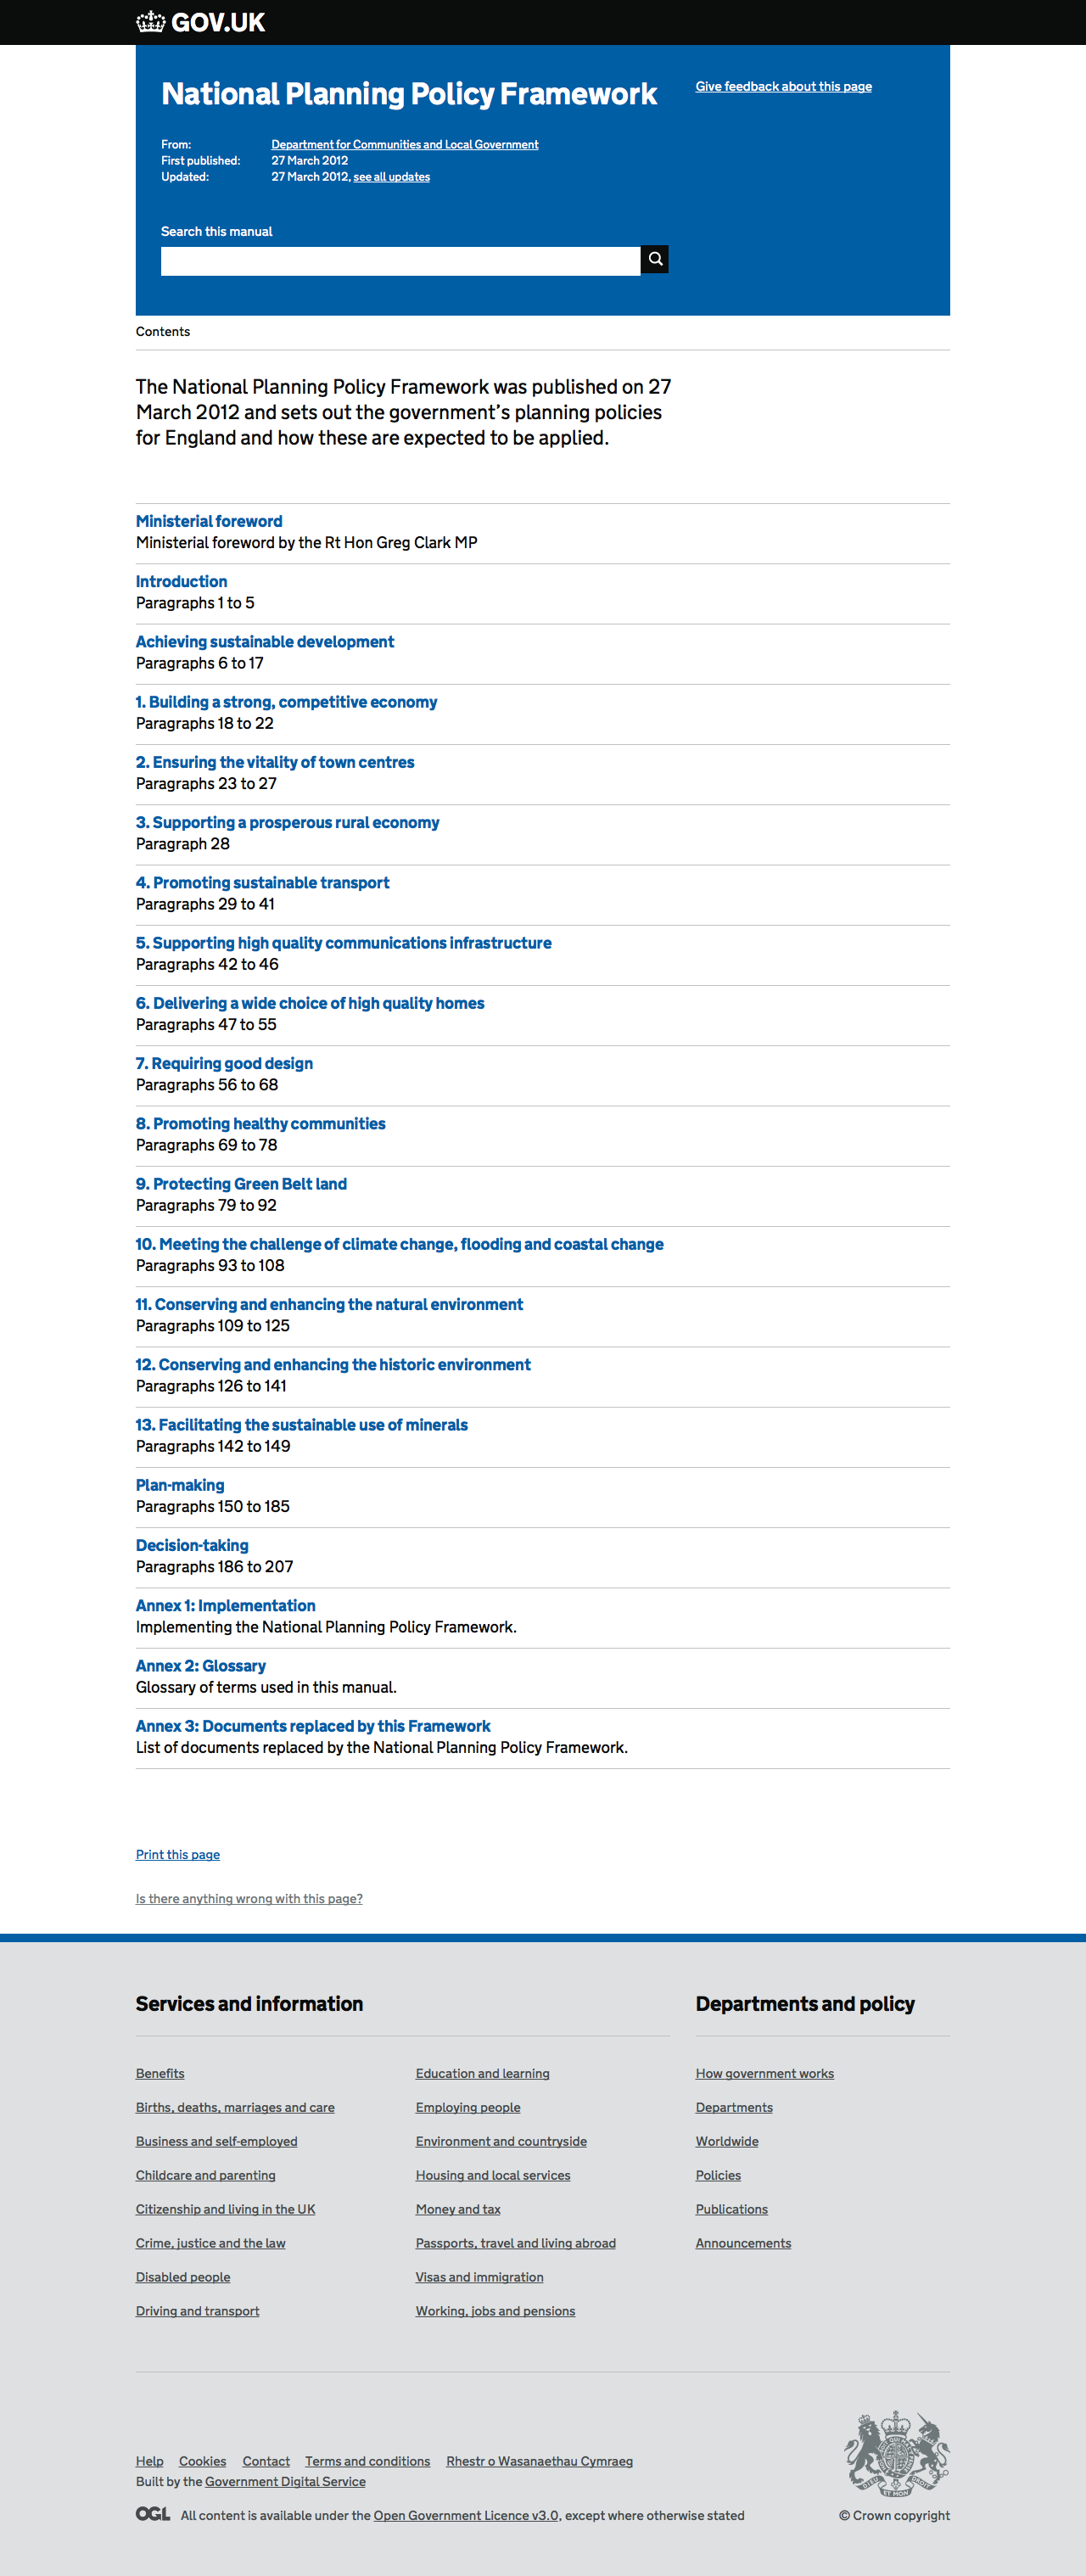 GOV.UK
National Planning Policy Framework
Give feedback about this page
From: Department for Communities and Local Government
First published: 27 March 2012
Updated: 27 March 2012, see all updates
Search this manual
Contents
The National Planning Policy Framework was published on 27
March 2012 and sets out the government's planning policies
for England and how these are expected to be applied.
Ministerial foreword
Ministerial foreword by the Rt Hon Greg Clark MP
Introduction
Paragraphs 1 to 5
Achieving sustainable development
Paragraphs 6 to 17
1. Building a strong, competitive economy
Paragraphs 18 to 22
2. Ensuring the vitality of town centres
Paragraphs 23 to 27
3. Supporting a prosperous rural economy
Paragraph 28
4. Promoting sustainable transport
Paragraphs 29 to 41
5. Supporting high quality communications infrastructure
Paragraphs 42 to 46
6. Delivering a wide choice of high quality homes
Paragraphs 47 to 55
7. Requiring good design
Paragraphs 56 to 68
8. Promoting healthy communities
Paragraphs 69 to 78
9. Protecting Green Belt land
Paragraphs 79 to 92
10. Meeting the challenge of climate change, flooding and coastal change
Paragraphs 93 to 108
11. Conserving and enhancing the natural environment
Paragraphs 109 to 125
12. Conserving and enhancing the historic environment
Paragraphs 126 to 141
13. Facilitating the sustainable use of minerals
Paragraphs 142 to 149
Plan-making
Paragraphs 150 to 185
Decision-taking
Paragraphs 186 to 207
Annex 1: Implementation
Implementing the National Planning Policy Framework.
Annex 2: Glossary
Glossary of terms used in this manual.
Annex 3: Documents replaced by this Framework
List of documents replaced by the National Planning Policy Framework.
Print this page
Is there anything wrong with this page?
Services and information
Benefits
Births, deaths, marriages and care
Business and self-employed
Childcare and parenting
Citizenship and living in the UK
Crime, justice and the law
Disabled people
Driving and transport
Education and learning
Employing people
Environment and countryside
Housing and local services
Money and tax
Passports, travel and living abroad
Visas and immigration
Working, jobs and pensions
Departments and policy
How government works
Departments
Worldwide
Policies
Publications
Announcements
Help Cookies Contact Terms and conditions Rhestr o Wasanaethau Cymraeg
Built by the Government Digital Service
OGL All content is available under the Open Government Licence v3.0, except where otherwise stated
DIEU ET MON DROIT
© Crown copyright